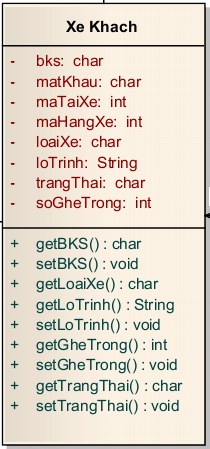 Xe Khach
- bks: char
- matKhau: char
- maTaiXe: int
- maHangXe: int
- loaiXe: char
- loTrinh: String
- trangThai: char
- soGheTrong: int
+ getBKS() : char
+ setBKS() : void
+ getLoaiXe() : char
+ getLoTrinh() : String
+ setLoTrinh() : void
+ getGheTrong() : int
+ setGheTrong() : void
+ getTrangThai() : char
+ setTrangThai() : void